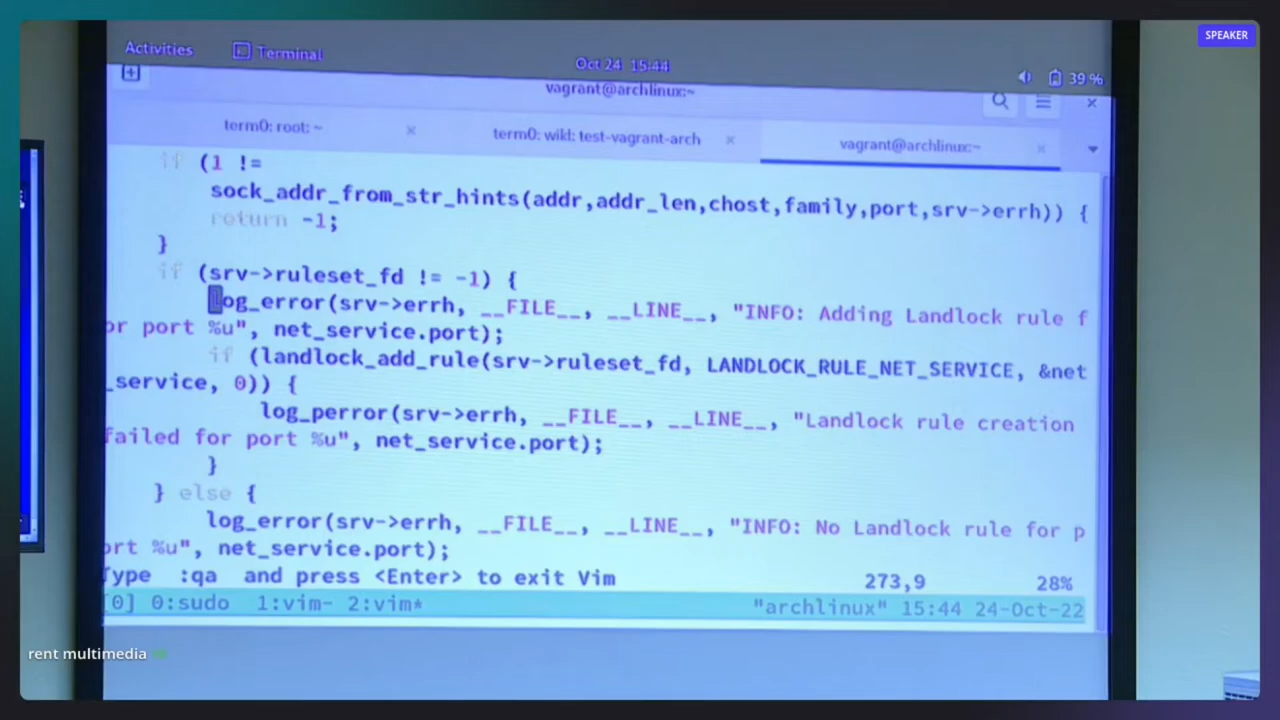 SPEAKER
Activities Terminal
Oct 24 15:44
39 %
vagrant@archlinux:~
term0: root: ~ × term0: wiki: test-vagrant-arch × vagrant@archlinux:~ ×
if (1 !=
sock_addr_from_str_hints(addr,addr_len,chost,family,port,srv->errh)) {
return -1;
}
if (srv->ruleset_fd != -1) {
log_error(srv->errh, __FILE__, __LINE__, "INFO: Adding Landlock rule f
or port %u", net_service.port);
if (landlock_add_rule(srv->ruleset_fd, LANDLOCK_RULE_NET_SERVICE, &net
_service, 0)) {
log_perror(srv->errh, __FILE__, __LINE__, "Landlock rule creation
failed for port %u", net_service.port);
}
} else {
log_error(srv->errh, __FILE__, __LINE__, "INFO: No Landlock rule for p
ort %u", net_service.port);
Type :qa and press <Enter> to exit Vim 273,9 28%
[0] 0:sudo 1:vim- 2:vim* "archlinux" 15:44 24-Oct-22
rent multimedia